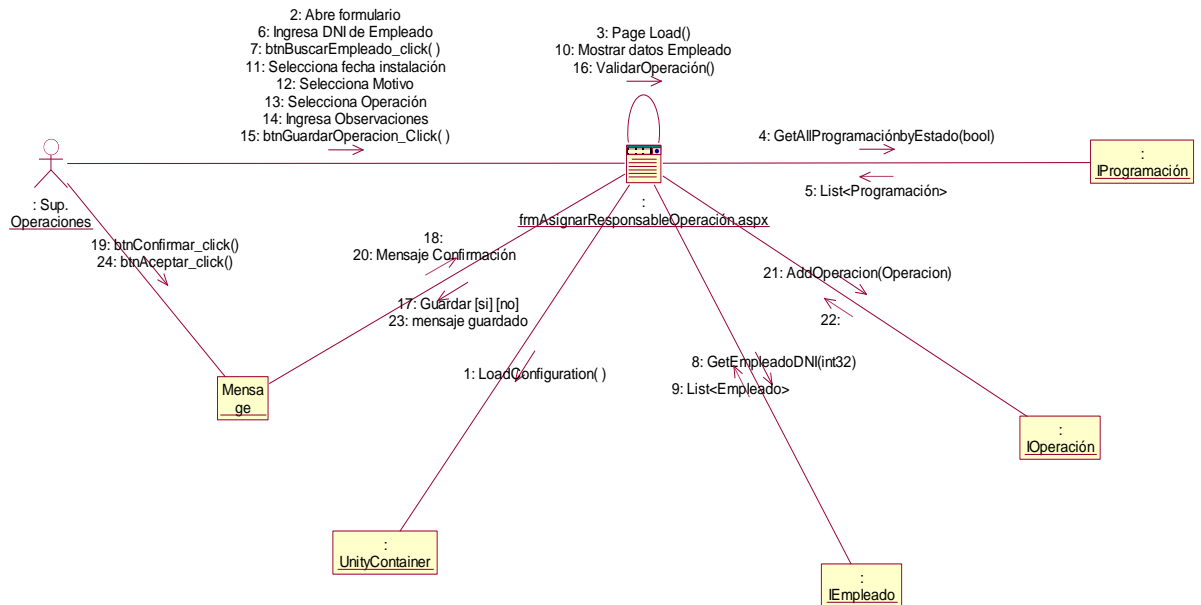 2: Abre formulario
6: Ingresa DNI de Empleado
7: btnBuscarEmpleado_click( )
11: Selecciona fecha instalación
12: Selecciona Motivo
13: Selecciona Operación
14: Ingresa Observaciones
15: btnGuardarOperacion_Click( )
3: Page Load()
10: Mostrar datos Empleado
16: ValidarOperación()
4: GetAllProgramaciónbyEstado(bool)
5: List<Programación>
:
IProgramación
: Sup.
Operaciones
:
frmAsignarResponsableOperación.aspx
19: btnConfirmar_click()
24: btnAceptar_click()
18:
20: Mensaje Confirmación
17: Guardar [si] [no]
23: mensaje guardado
21: AddOperacion(Operacion)
22:
1: LoadConfiguration( )
8: GetEmpleadoDNI(int32)
9: List<Empleado>
Mensa
ge
:
IOperación
:
UnityContainer
:
IEmpleado